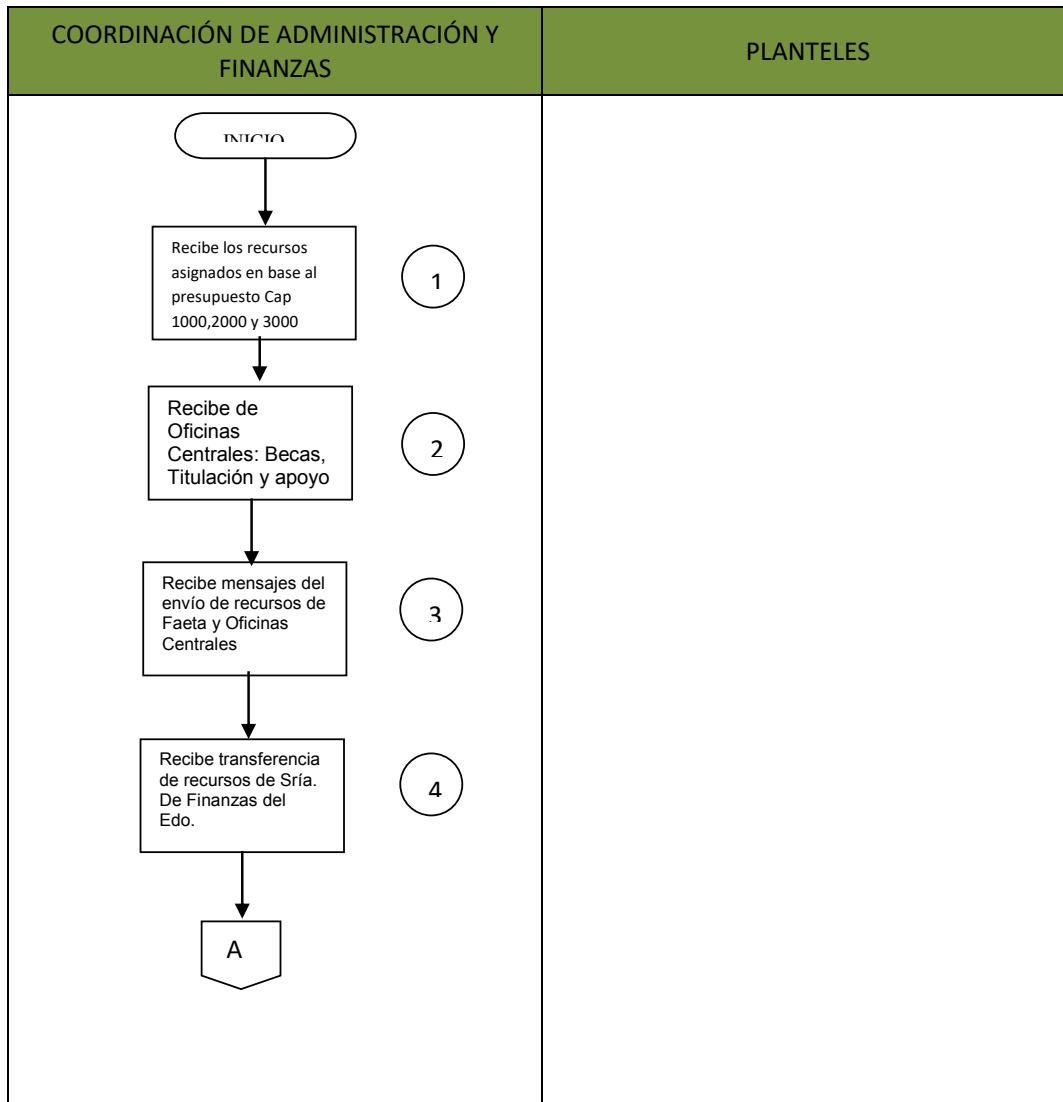 COORDINACIÓN DE ADMINISTRACIÓN Y
FINANZAS
PLANTELES
INICIO
Recibe los recursos
asignados en base al
presupuesto Cap
1000,2000 y 3000
1
Recibe de
Oficinas
Centrales: Becas,
Titulación y apoyo
2
Recibe mensajes del
envío de recursos de
Faeta y Oficinas
Centrales
3
Recibe transferencia
de recursos de Sría.
De Finanzas del
Edo.
4
A